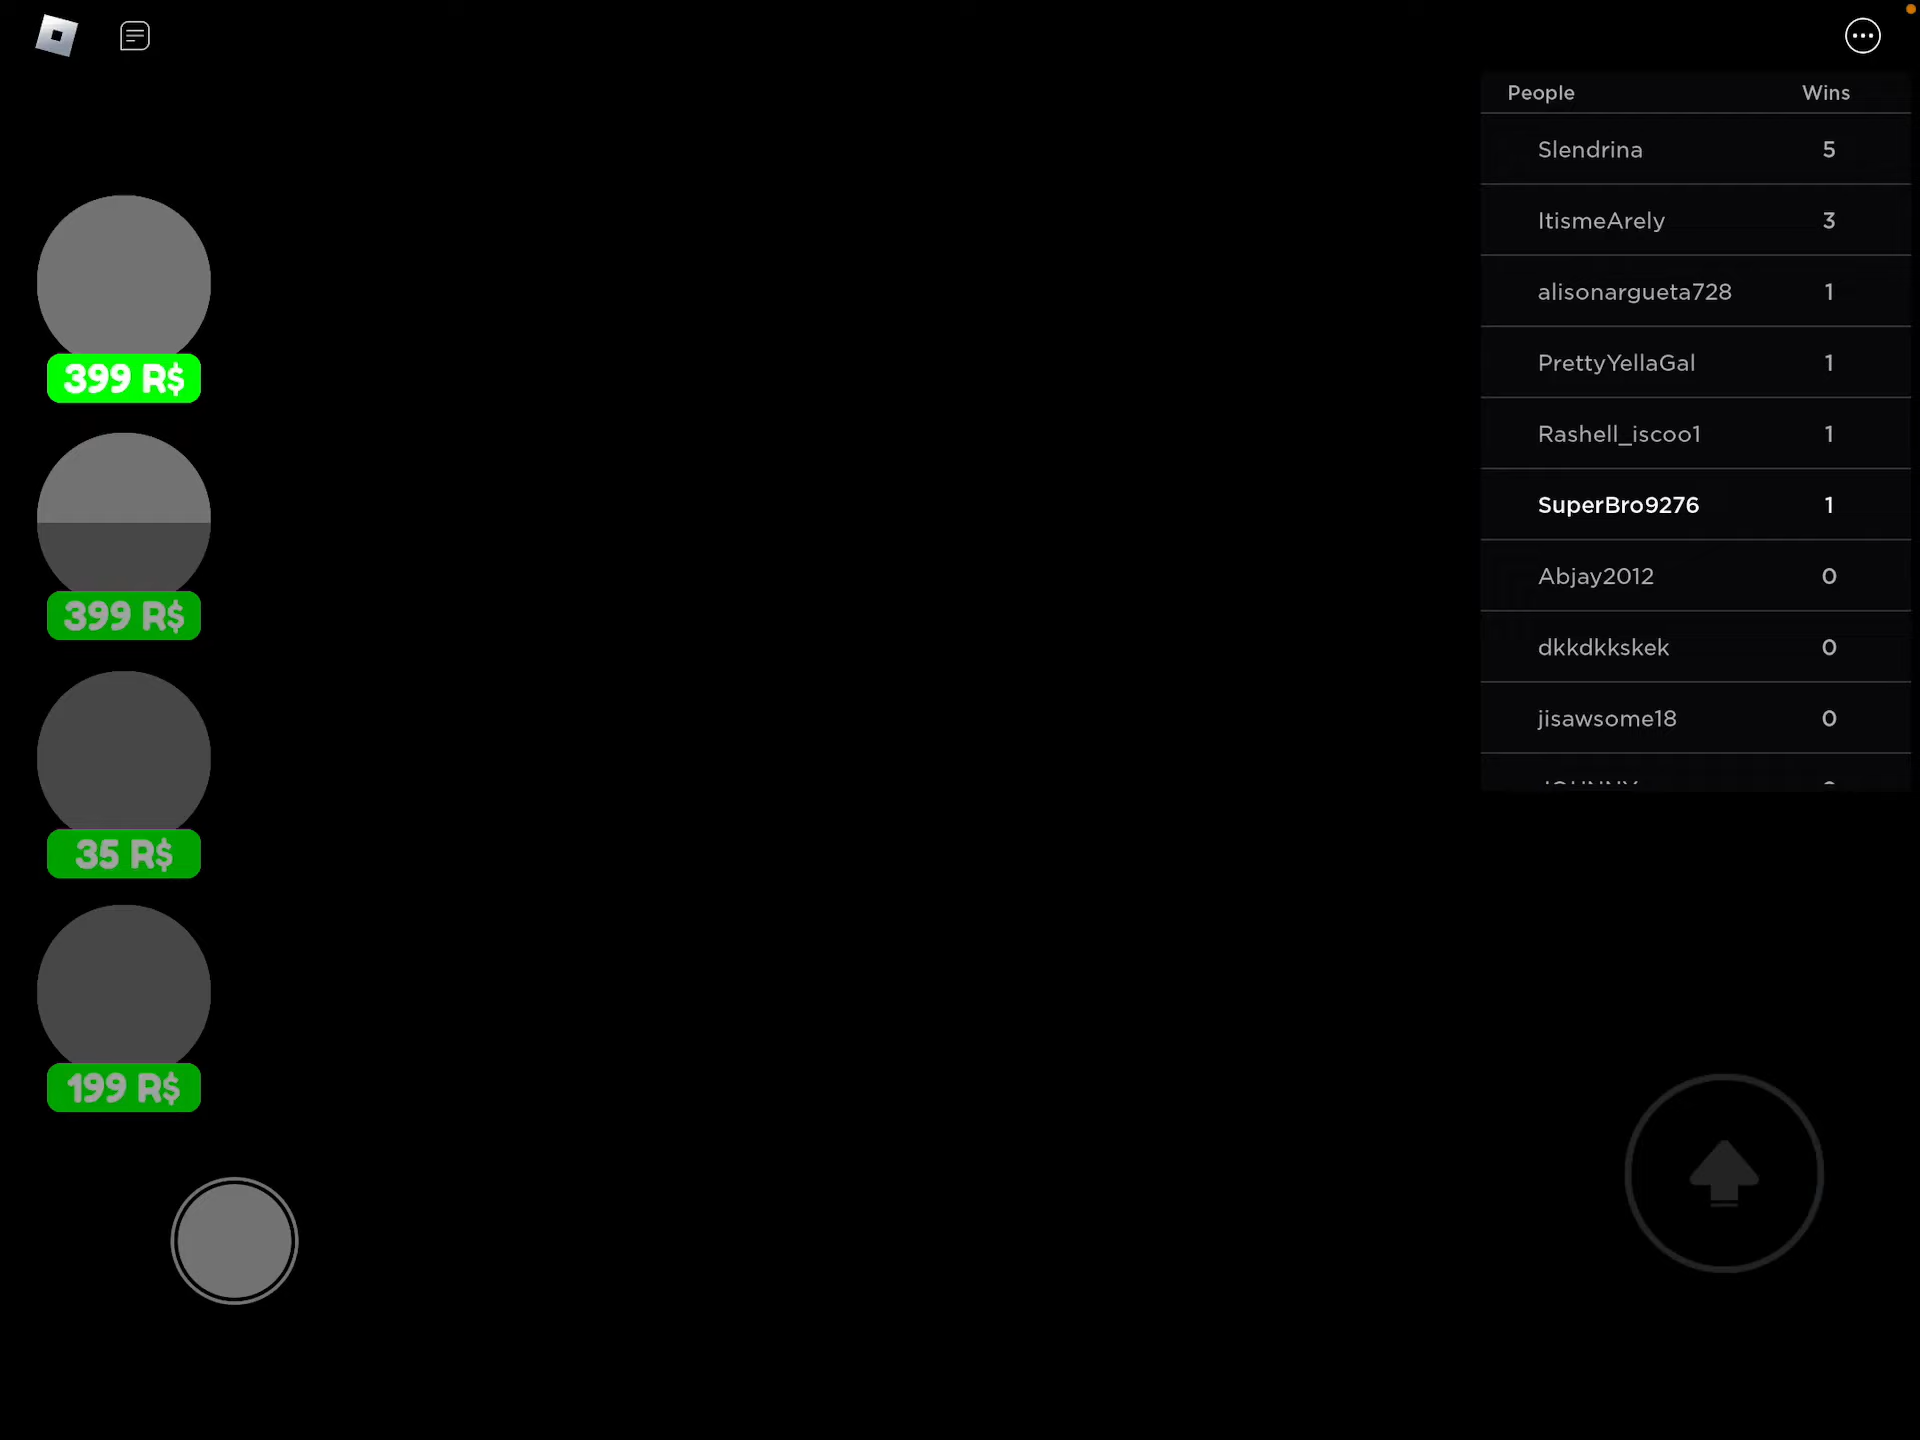 People Wins
Slendrina 5
ItismeArely 3
alisonargueta728 1
PrettyYellaGal 1
Rashell_iscoo1 1
SuperBro9276 1
Abjay2012 0
dkkdkkskek 0
jisawsome18 0
399 R$
399 R$
35 R$
199 R$